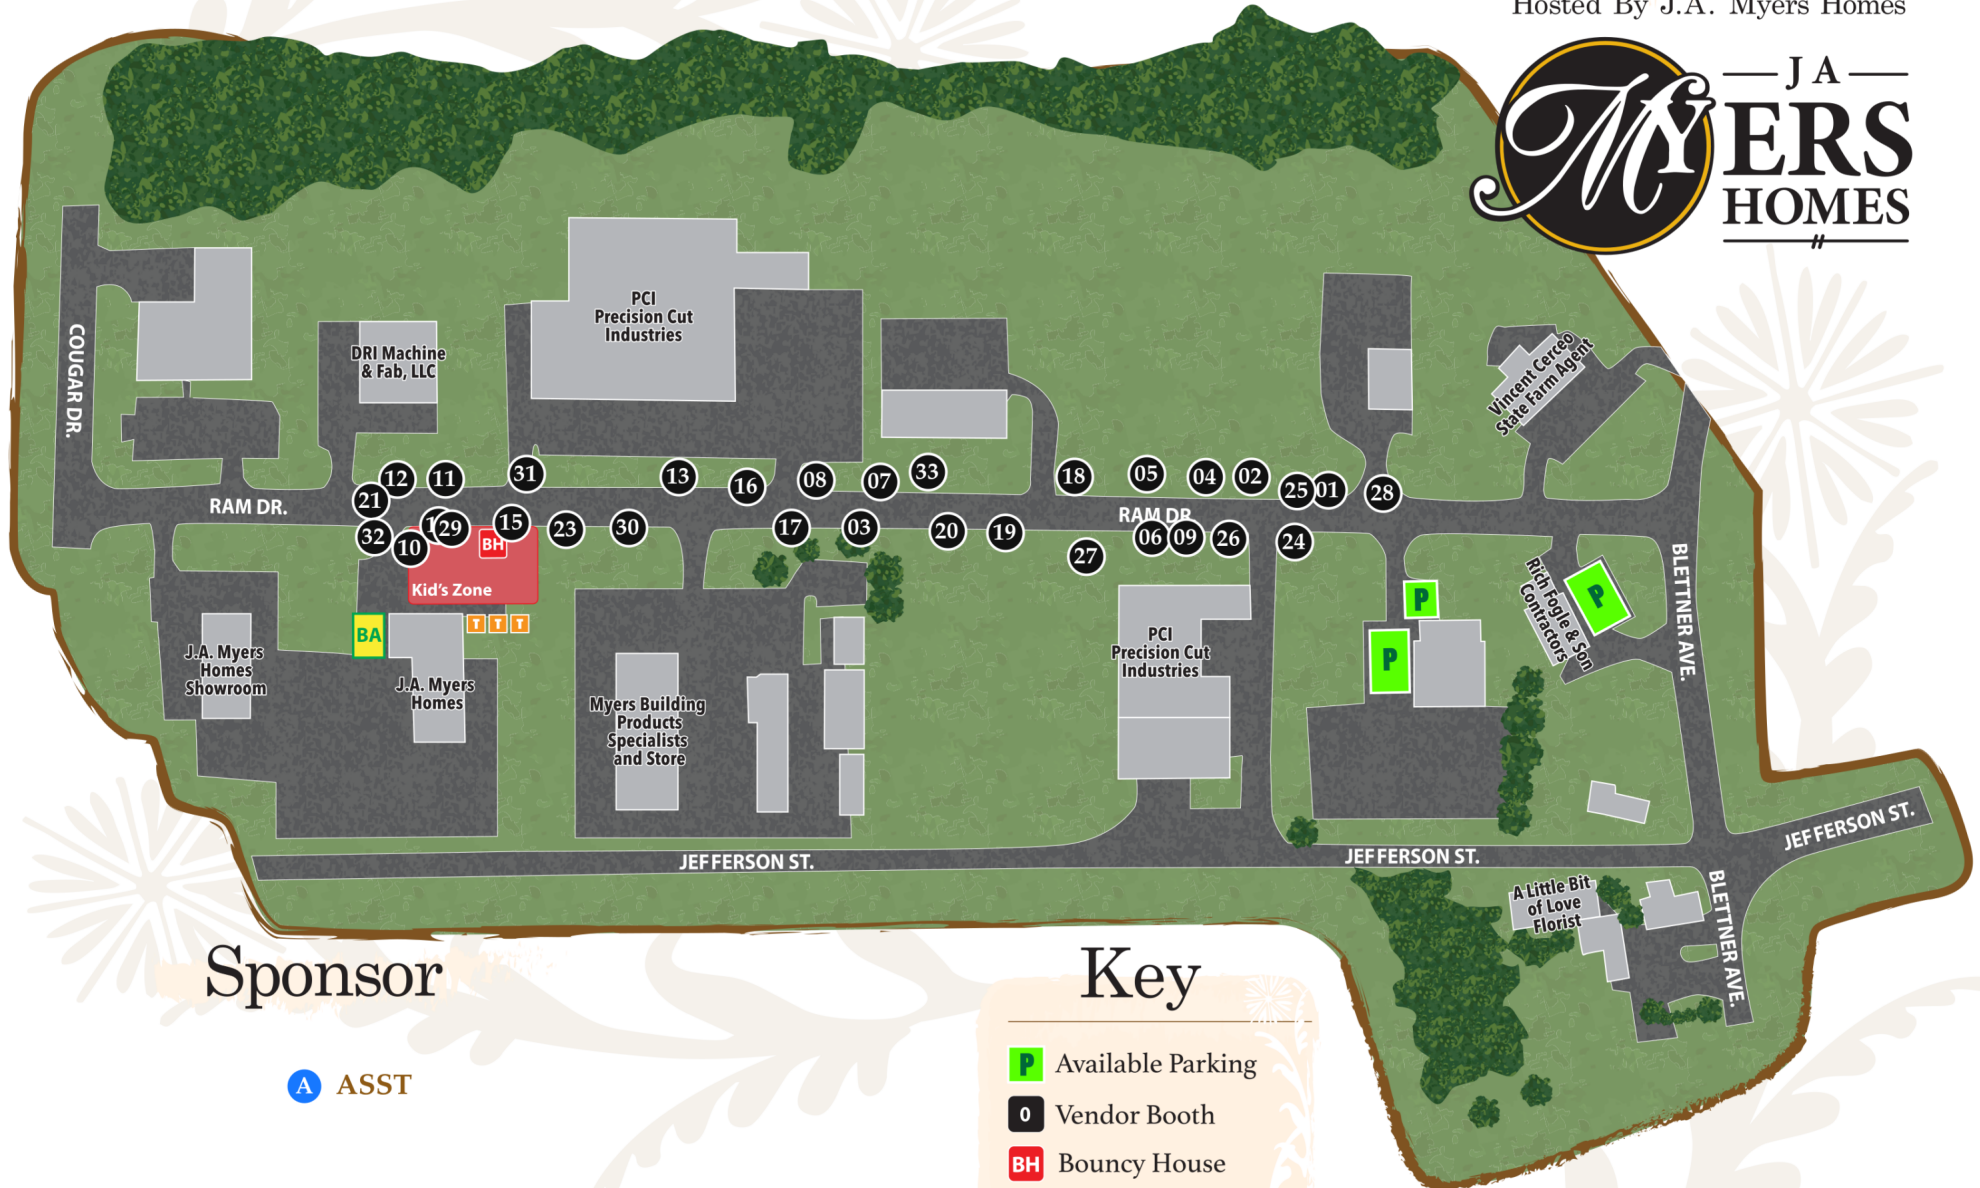 Hosted By J.A. Myers Homes
J A
MYERS
HOMES
COUGAR DR.
DRI Machine
& Fab, LLC
PCI
Precision Cut
Industries
Vincent Cerceo
State Farm Agent
RAM DR.
12
11
21
31
13
16
08
07
33
18
05
04
02
25
01
28
RAM DR.
32
10
29
15
23
30
17
03
20
19
27
06
09
26
24
BH
Kid's Zone
BA
T
T
T
J.A. Myers
Homes
Showroom
J.A. Myers
Homes
Myers Building
Products
Specialists
and Store
PCI
Precision Cut
Industries
P
P
P
Rich Fogle & Son
Contractors
BLETTNER AVE.
JEFFERSON ST.
JEFFERSON ST.
JEFFERSON ST.
A Little Bit
of Love
Florist
BLETTNER AVE.
Sponsor
A ASST
Key
P Available Parking
0 Vendor Booth
BH Bouncy House